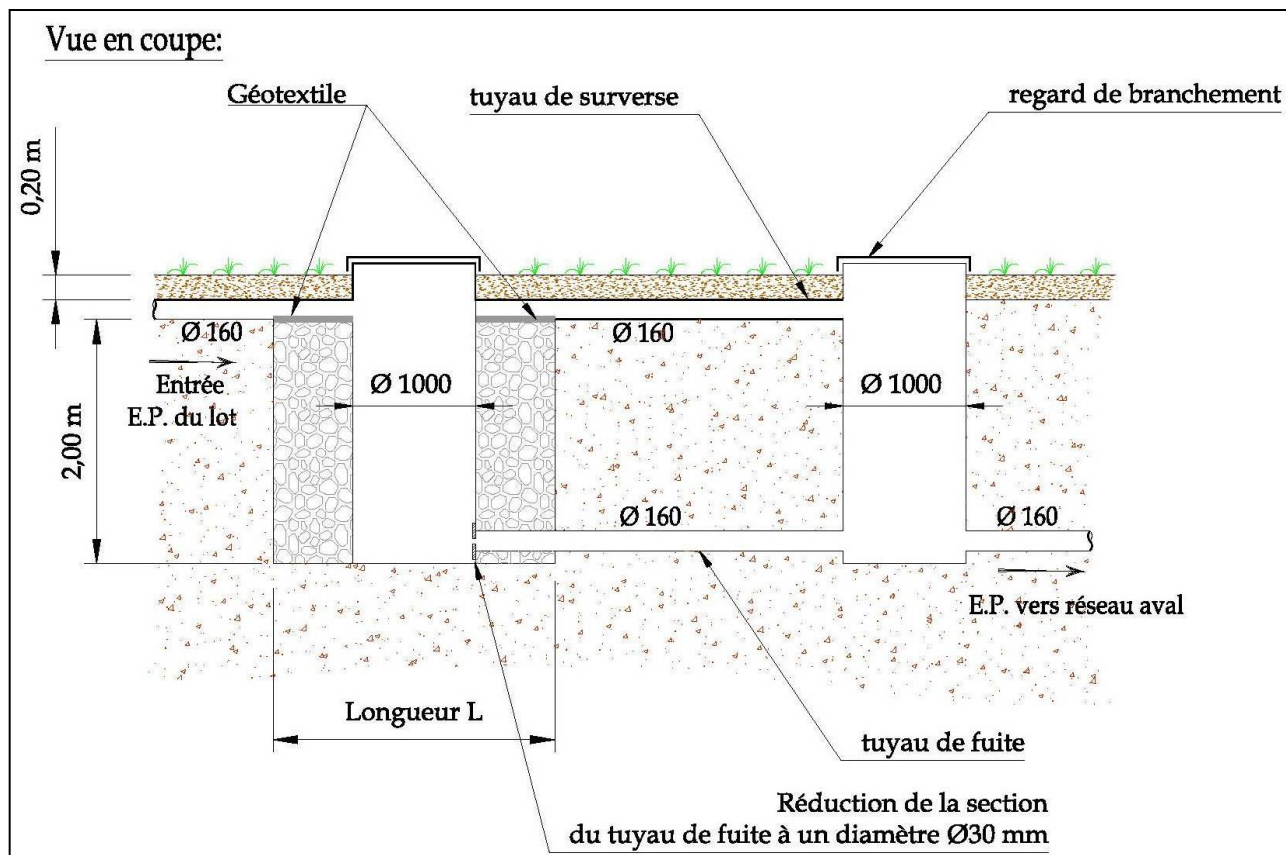 Vue en coupe:
Géotextile
tuyau de surverse
regard de branchement
0,20 m
Ø 160
Ø 160
Entrée
E.P. du lot
Ø 1000
Ø 1000
2,00 m
Ø 160
Ø 160
E.P. vers réseau aval
Longueur L
tuyau de fuite
Réduction de la section
du tuyau de fuite à un diamètre Ø30 mm